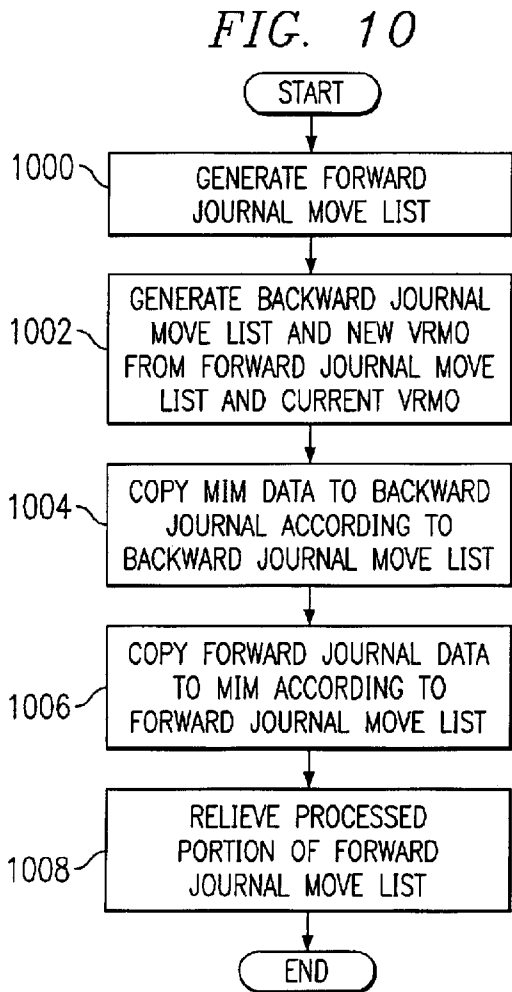 FIG. 10
START
1000
GENERATE FORWARD
JOURNAL MOVE LIST
1002
GENERATE BACKWARD JOURNAL
MOVE LIST AND NEW VRMO
FROM FORWARD JOURNAL MOVE
LIST AND CURRENT VRMO
1004
COPY MIM DATA TO BACKWARD
JOURNAL ACCORDING TO
BACKWARD JOURNAL MOVE LIST
1006
COPY FORWARD JOURNAL DATA
TO MIM ACCORDING TO
FORWARD JOURNAL MOVE LIST
1008
RELIEVE PROCESSED
PORTION OF FORWARD
JOURNAL MOVE LIST
END